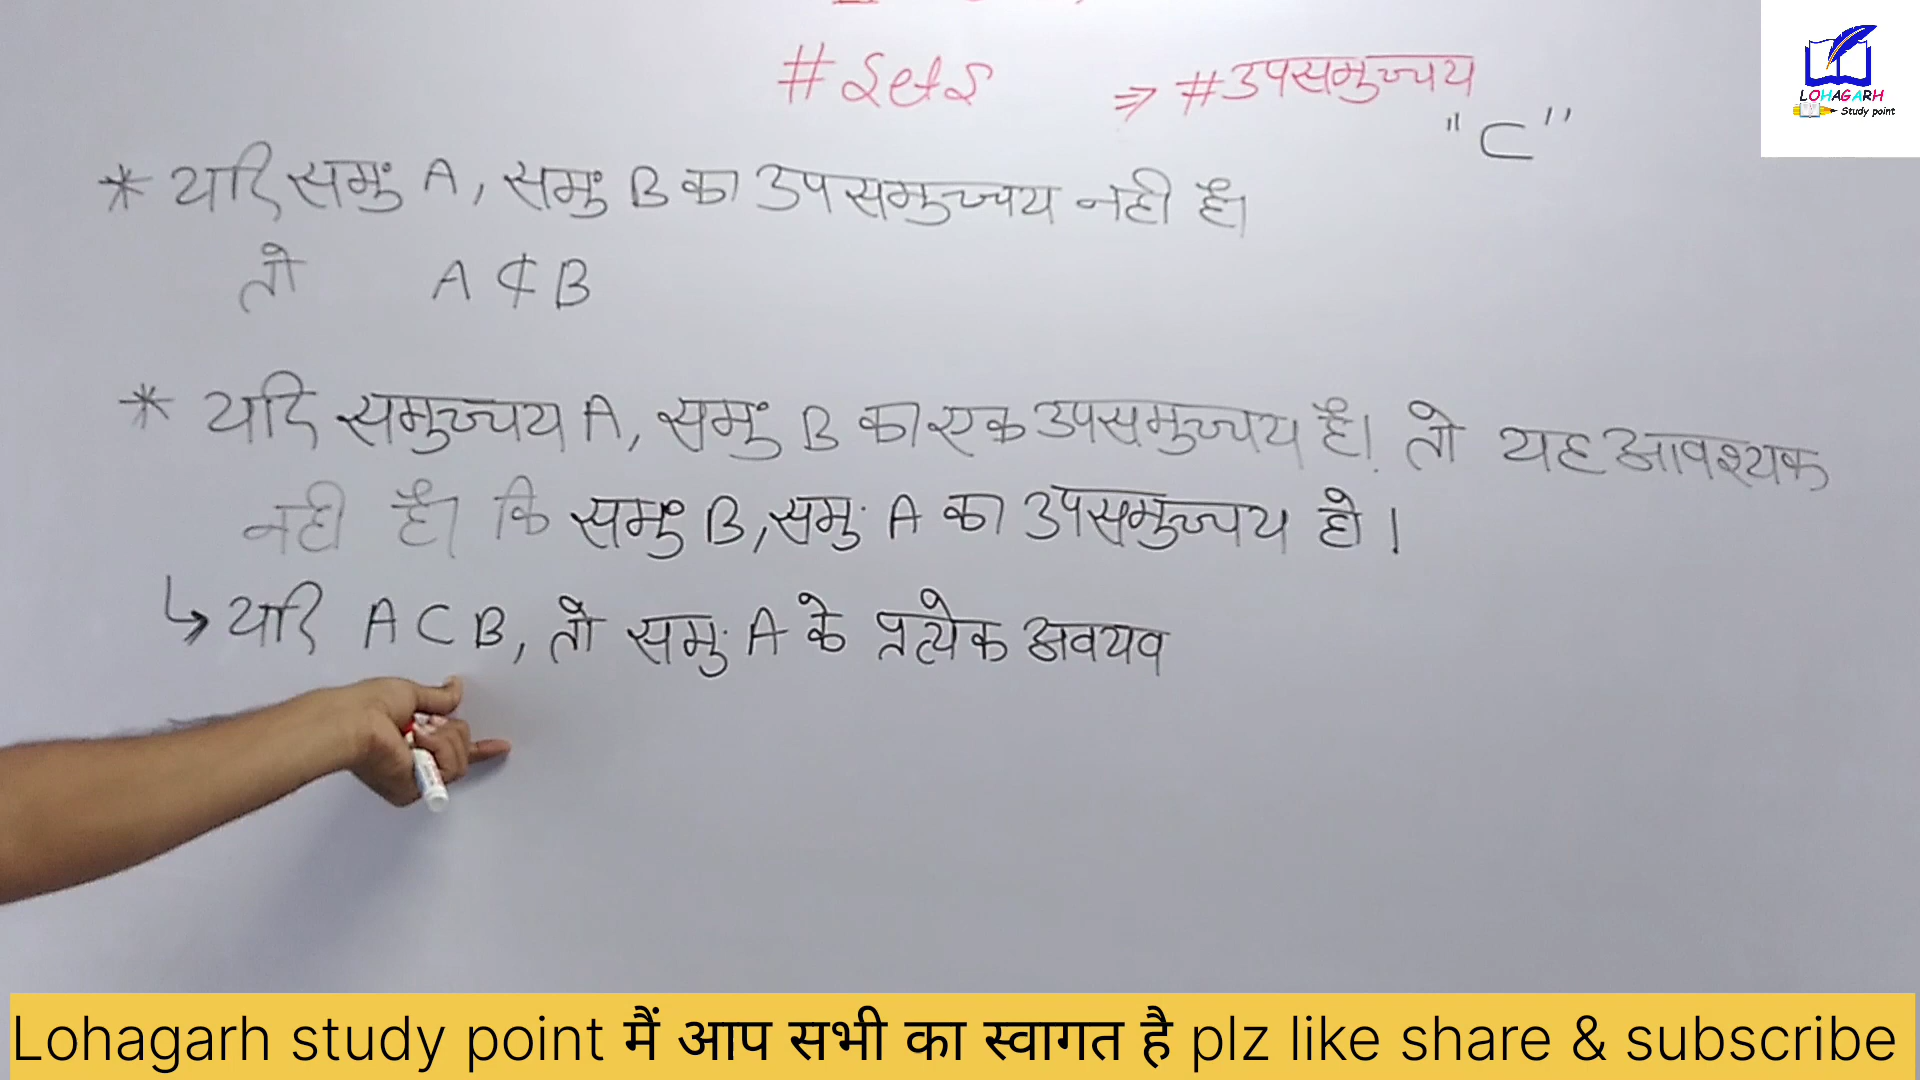 #Sets ⇒ #उपसमुच्चय
"⊂"
* यदि समुः A, समुः B का उपसमुच्चय नही है।
तो A ⊄ B
* यदि समुच्चय A, समुः B का एक उपसमुच्चय है। तो यह आवश्यक
नही है। कि समुः B, समु. A का उपसमुच्चय हो।
↳ यदि A ⊂ B, तो समु. A के प्रत्येक अवयव
LOHAGARH
Study point
Lohagarh study point मैं आप सभी का स्वागत है plz like share & subscribe